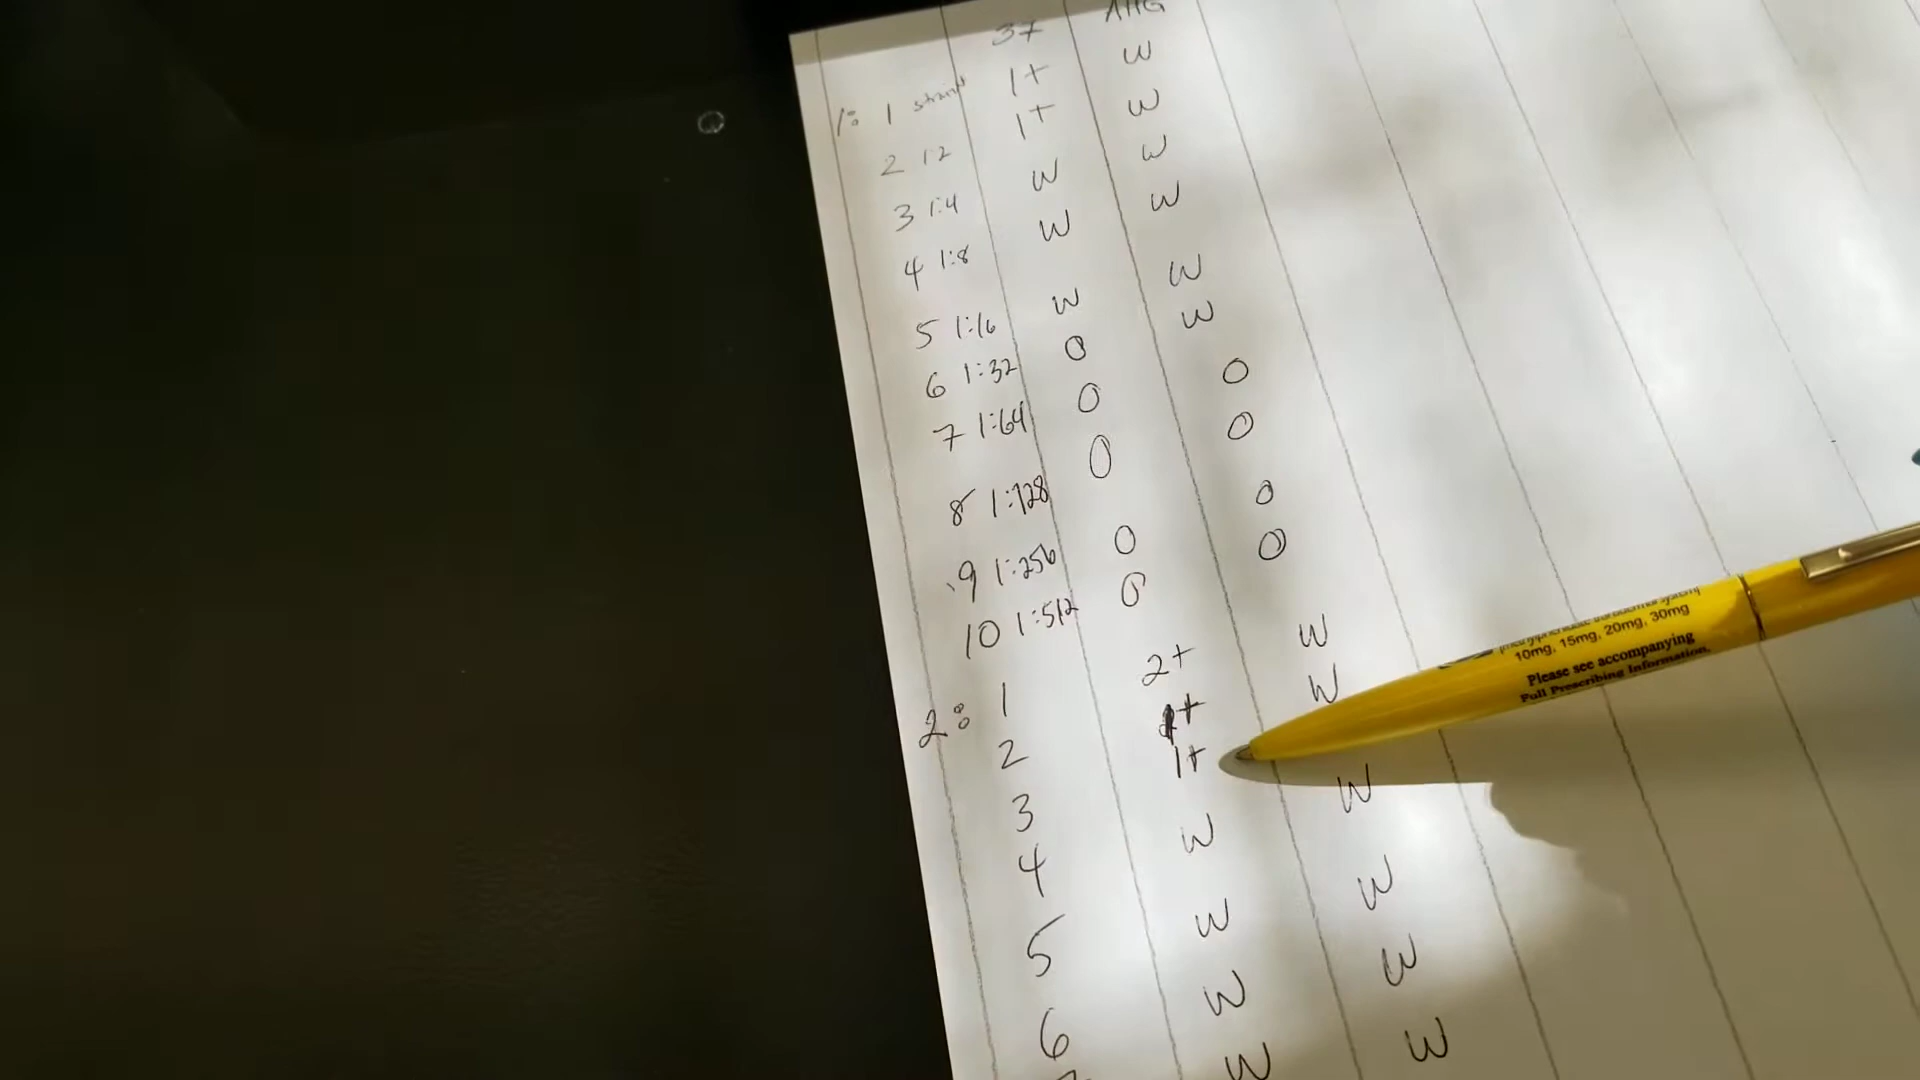 37 AHG
1: 1 1+ W
2 1:2 1+ W
3 1:4 W W
4 1:8 W W
5 1:16 W W
6 1:32 0 W
7 1:64 0 0
8 1:128 0 0
9 1:256 0 0
10 1:512 0 0
2: 1 2+ W
2 1+ W
3 1+ W
4 W W
5 W W
6 W W
W
10mg, 15mg, 20mg, 30mg
Please see accompanying
Full Prescribing Information.